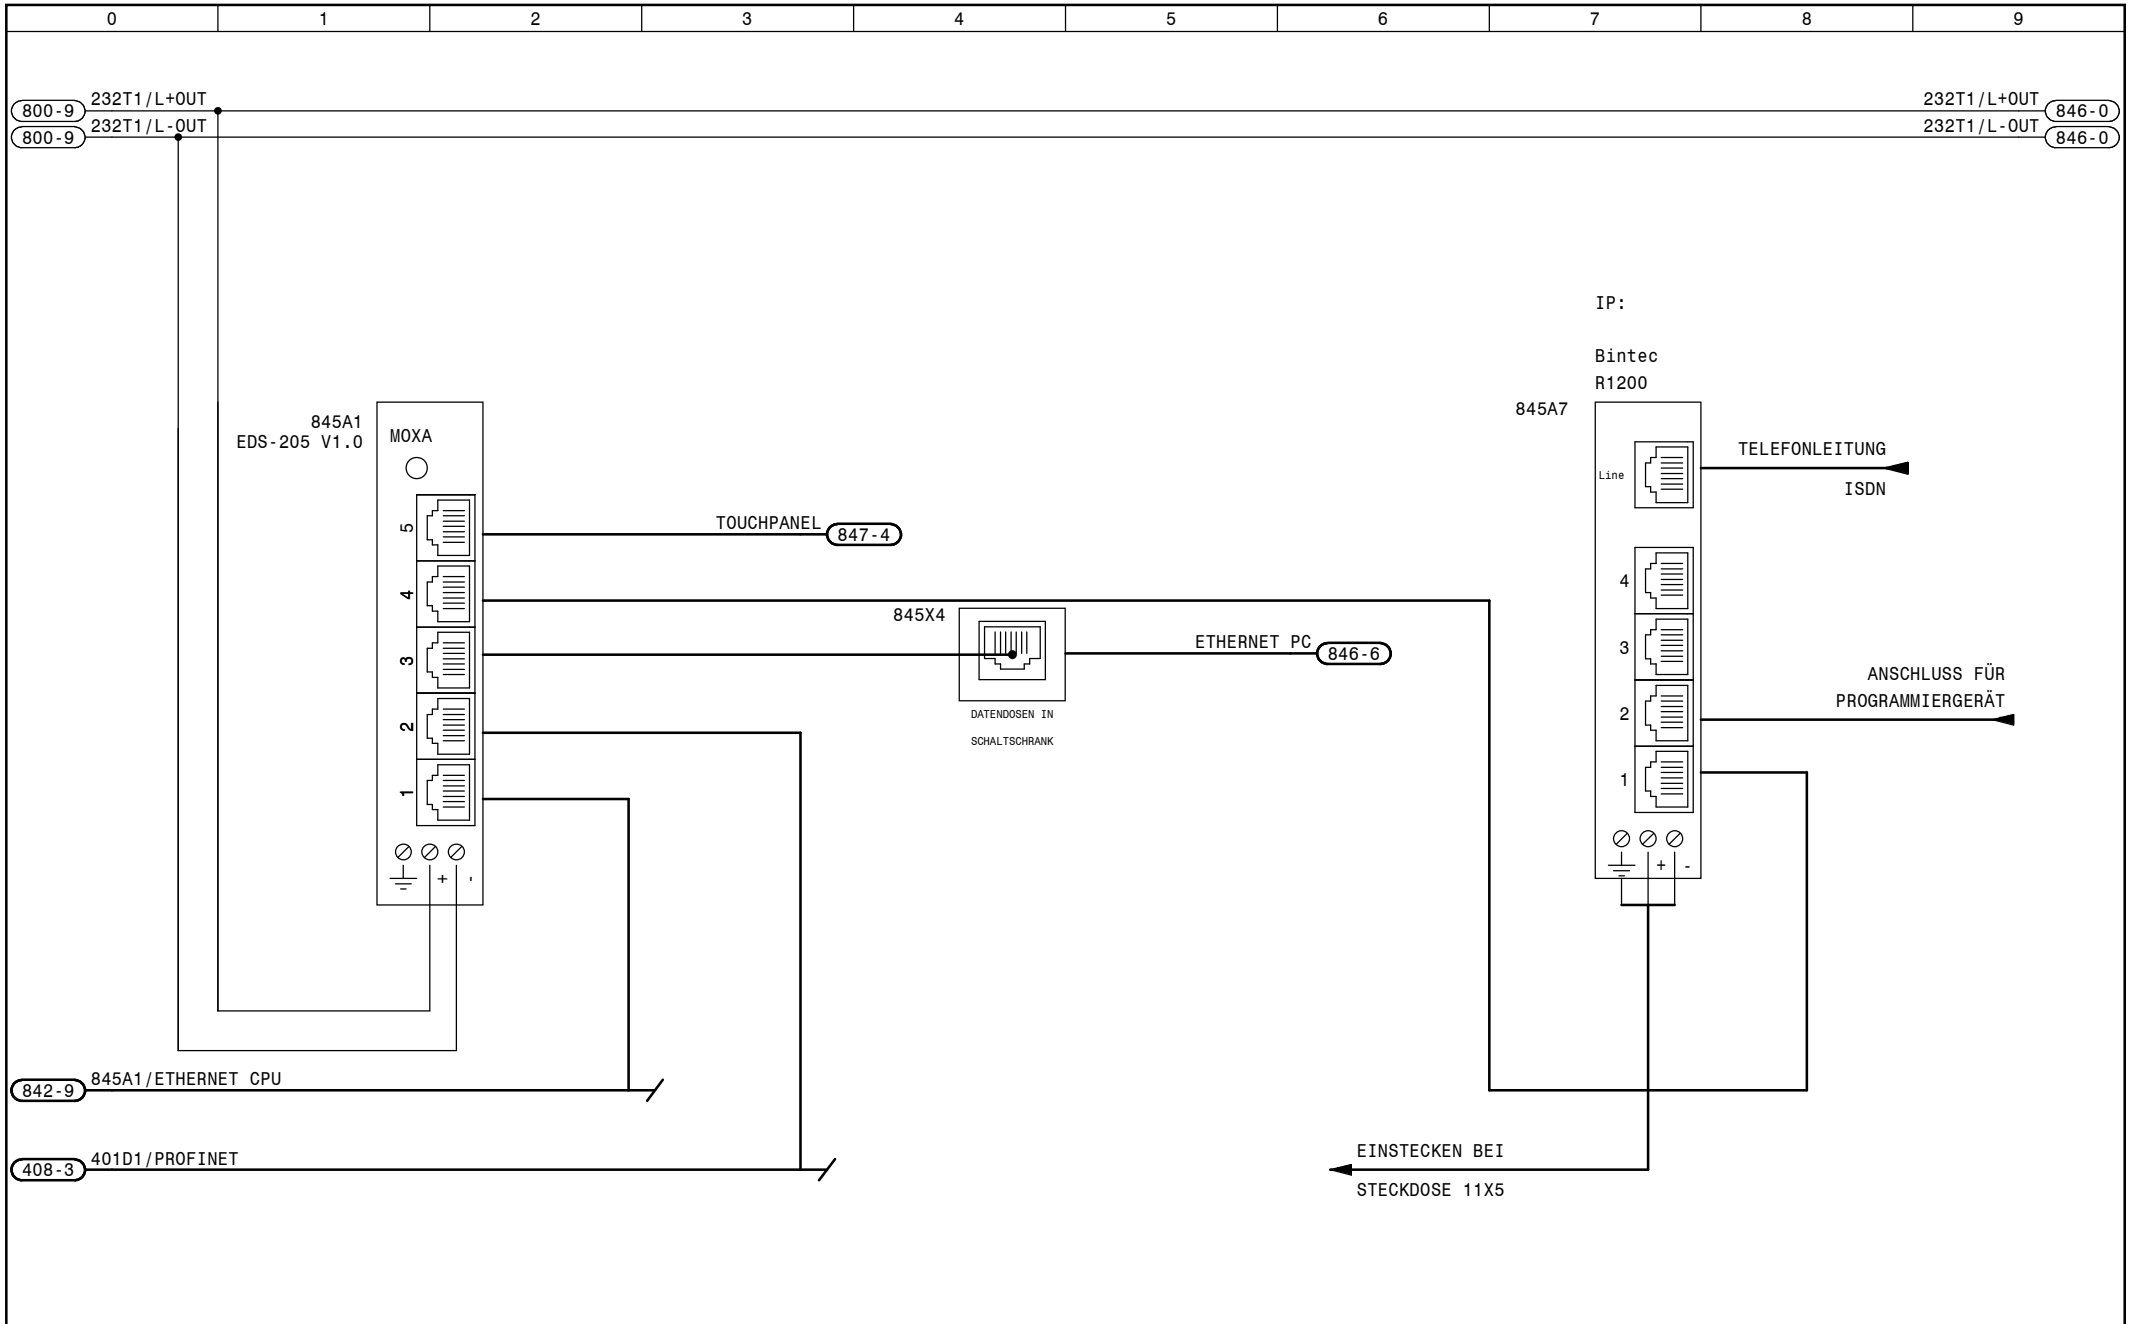 0 1 2 3 4 5 6 7 8 9
800-9 232T1/L+OUT 232T1/L+OUT 846-0
800-9 232T1/L-OUT 232T1/L-OUT 846-0
IP:
Bintec
R1200
845A7
845A1
EDS-205 V1.0
MOXA
5
4
3
2
1
+ -
TOUCHPANEL 847-4
845X4
ETHERNET PC 846-6
DATENDOSEN IN
SCHALTSCHRANK
Line
4
3
2
1
+ -
TELEFONLEITUNG
ISDN
ANSCHLUSS FÜR
PROGRAMMIERGERÄT
842-9 845A1/ETHERNET CPU
408-3 401D1/PROFINET
EINSTECKEN BEI
STECKDOSE 11X5